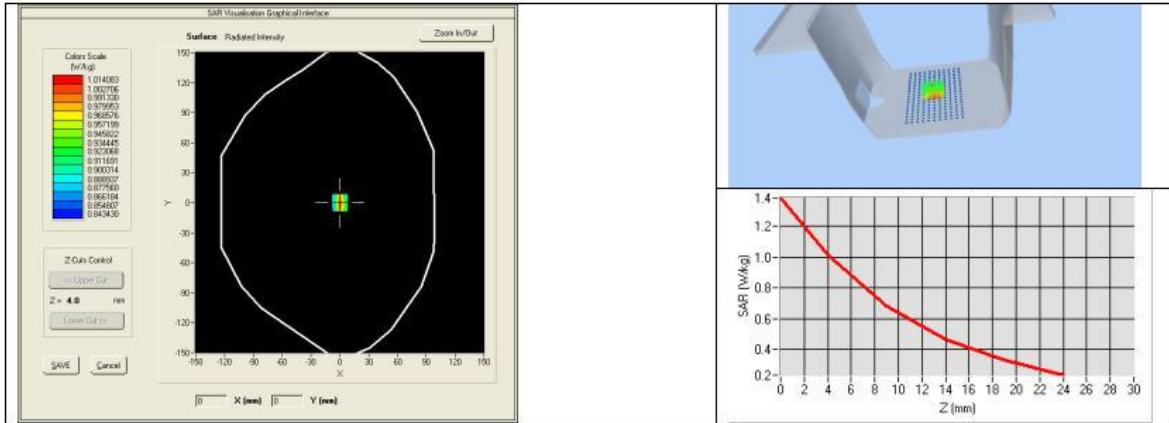 SAR Visualisation Graphical Interface
Surface Radiated Intensity
Zoom In/Out
Colors Scale
(W/kg)
1.014083
1.002706
0.991330
0.979953
0.968576
0.957199
0.945822
0.934445
0.923068
0.911691
0.900314
0.888937
0.877560
0.866184
0.854807
0.843430
Z-Cuts Control
<< Upper Cut
Z = 4.0 mm
Lower Cut >>
SAVE Cancel
150
120
90
60
30
Y 0
-30
-60
-90
-120
-150
-150 -120 -90 -60 -30 0 30 60 90 120 150
X
0 X (mm) 0 Y (mm)
1.4
1.2
1.0
0.8
0.6
0.4
0.2
SAR (W/kg)
0 2 4 6 8 10 12 14 16 18 20 22 24 26 28 30
Z (mm)